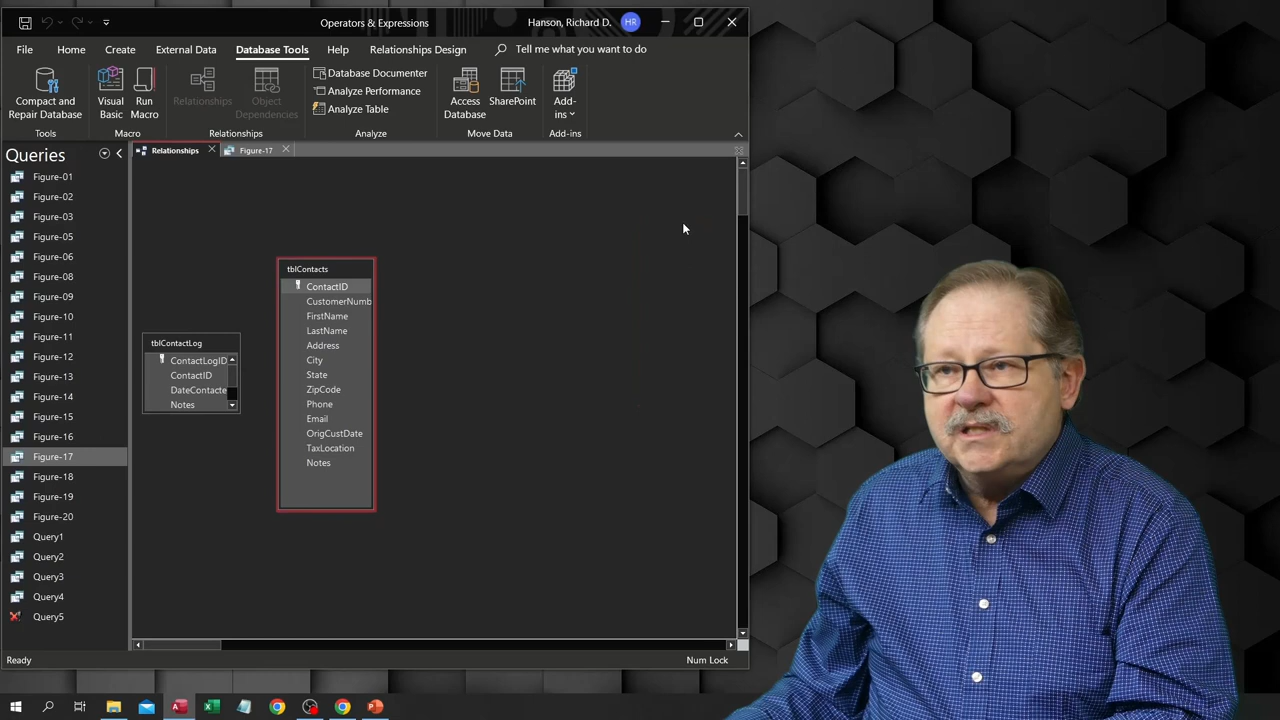 Operators & Expressions
Hanson, Richard D.
HR
File
Home
Create
External Data
Database Tools
Help
Relationships Design
Tell me what you want to do
Compact and
Repair Database
Visual
Basic
Run
Macro
Relationships
Object
Dependencies
Database Documenter
Analyze Performance
Analyze Table
Access
Database
SharePoint
Add-
ins
Tools
Macro
Relationships
Analyze
Move Data
Add-ins
Queries
Relationships
Figure-17
Figure-01
Figure-02
Figure-03
Figure-05
Figure-06
Figure-08
Figure-09
Figure-10
Figure-11
Figure-12
Figure-13
Figure-14
Figure-15
Figure-16
Figure-17
Figure-18
Figure-19
Figure-20
Query1
Query2
Query3
Query4
Query5
tblContactLog
ContactLogID
ContactID
DateContacte
Notes
tblContacts
ContactID
CustomerNumb
FirstName
LastName
Address
City
State
ZipCode
Phone
Email
OrigCustDate
TaxLocation
Notes
Ready
Num Lock